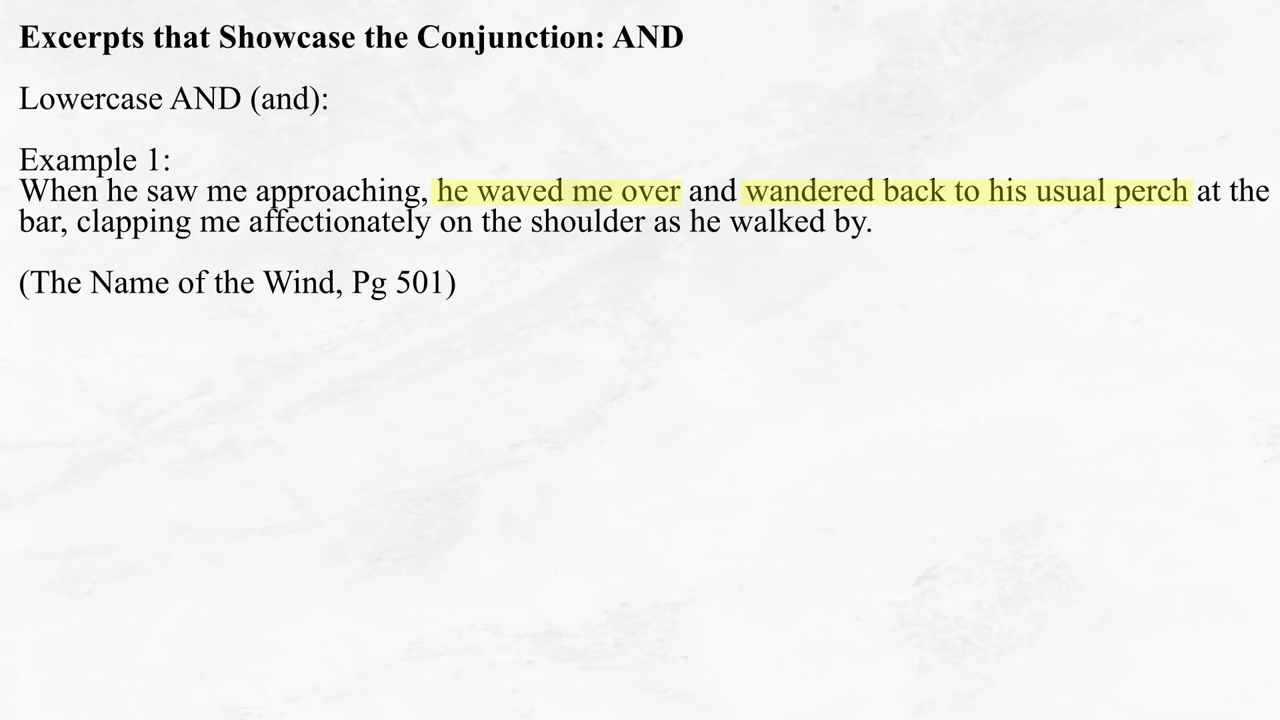 Excerpts that Showcase the Conjunction: AND
Lowercase AND (and):
Example 1:
When he saw me approaching, he waved me over and wandered back to his usual perch at the
bar, clapping me affectionately on the shoulder as he walked by.
(The Name of the Wind, Pg 501)